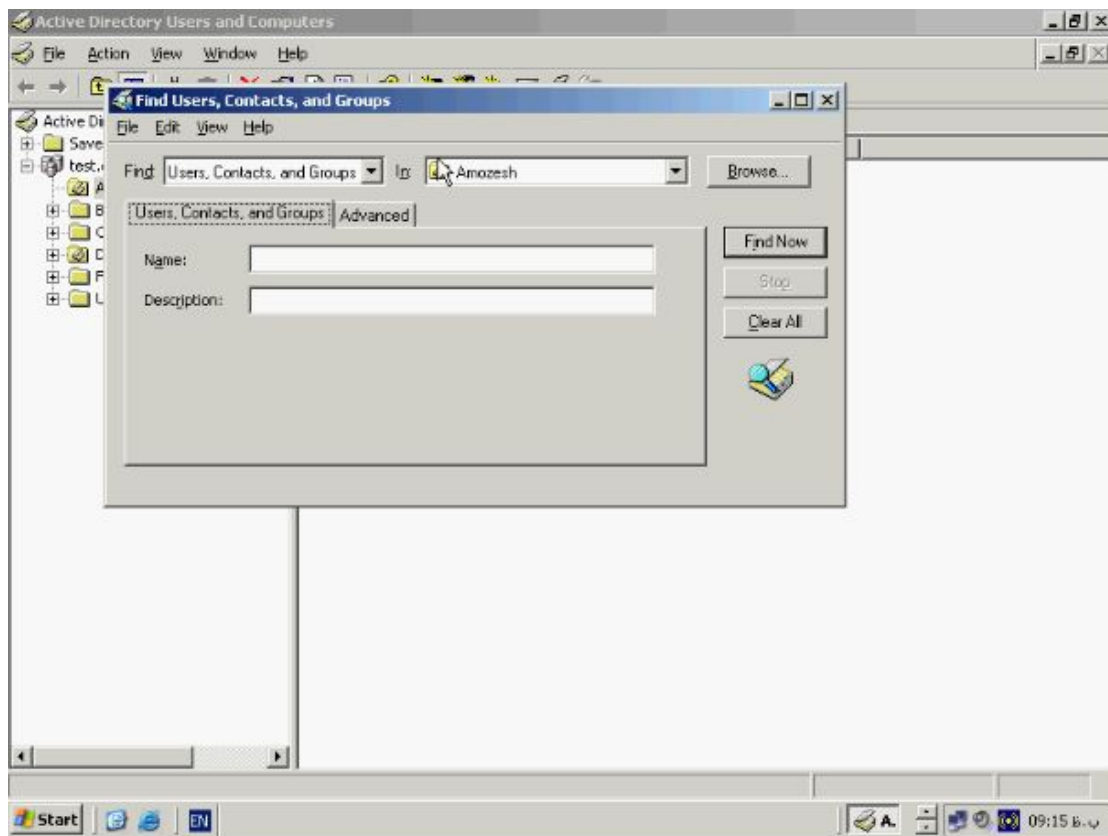 Active Directory Users and Computers
File Action View Window Help
Find Users, Contacts, and Groups
File Edit View Help
Active Di
Save
test.
A
B
C
D
F
U
Find: Users, Contacts, and Groups In: Amozesh Browse...
Users, Contacts, and Groups Advanced
Name:
Description:
Find Now
Stop
Clear All
Start EN A. 09:15 ب.ظ